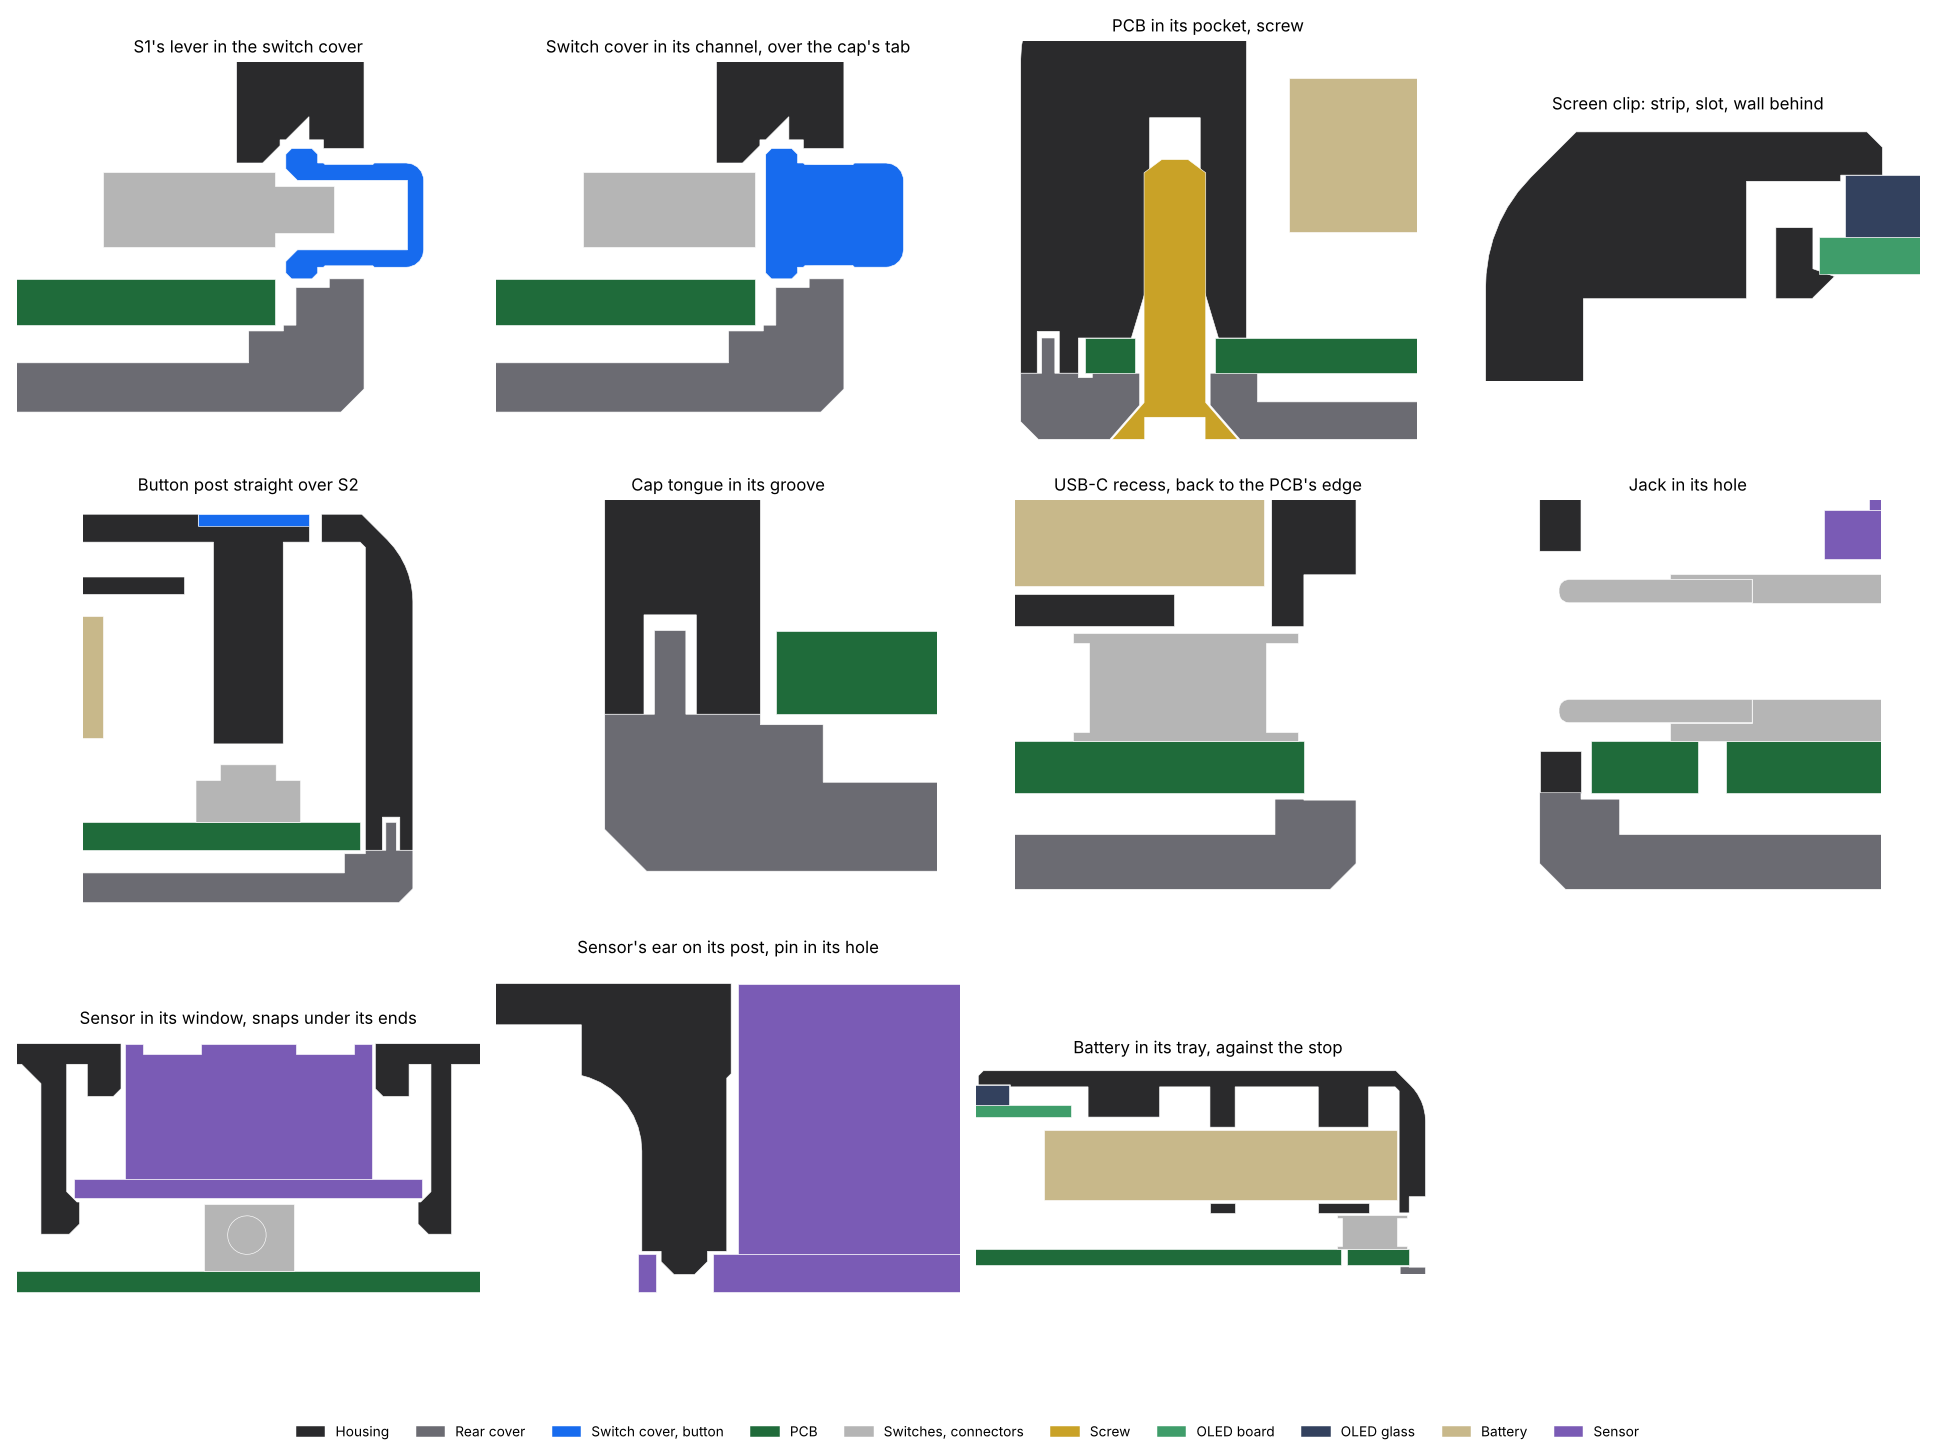 PCB in its pocket, screw
S1's lever in the switch cover
Switch cover in its channel, over the cap's tab
Screen clip: strip, slot, wall behind
Button post straight over S2
Cap tongue in its groove
USB-C recess, back to the PCB's edge
Jack in its hole
Sensor's ear on its post, pin in its hole
Sensor in its window, snaps under its ends
Battery in its tray, against the stop
Housing
Rear cover
Switch cover, button
PCB
Switches, connectors
Screw
OLED board
OLED glass
Battery
Sensor